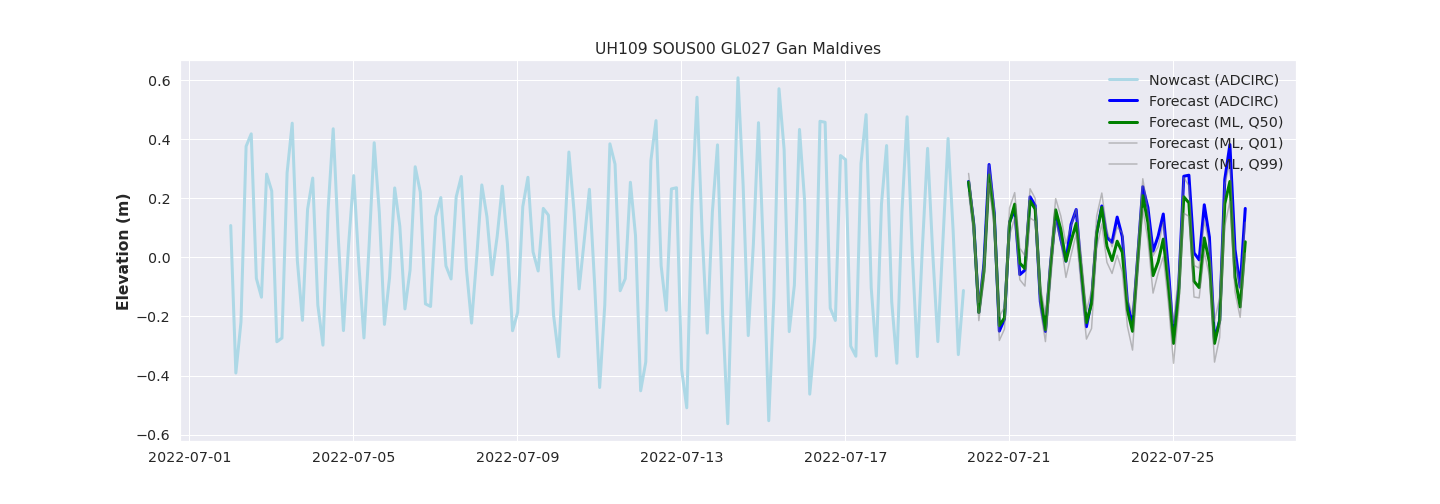 UH109 SOUS00 GL027 Gan Maldives
Nowcast (ADCIRC)
Forecast (ADCIRC)
Forecast (ML, Q50)
Forecast (ML, Q01)
Forecast (ML, Q99)
Elevation (m)
0.6
0.4
0.2
0.0
−0.2
−0.4
−0.6
2022-07-01 2022-07-05 2022-07-09 2022-07-13 2022-07-17 2022-07-21 2022-07-25